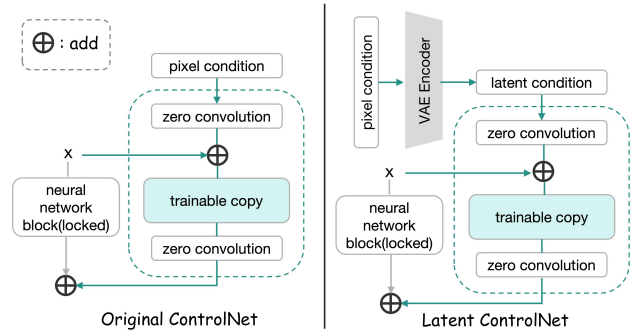 : add
pixel condition
zero convolution
x
neural
network
block(locked)
trainable copy
zero convolution
Original ControlNet
pixel condition
VAE Encoder
latent condition
zero convolution
x
neural
network
block(locked)
trainable copy
zero convolution
Latent ControlNet